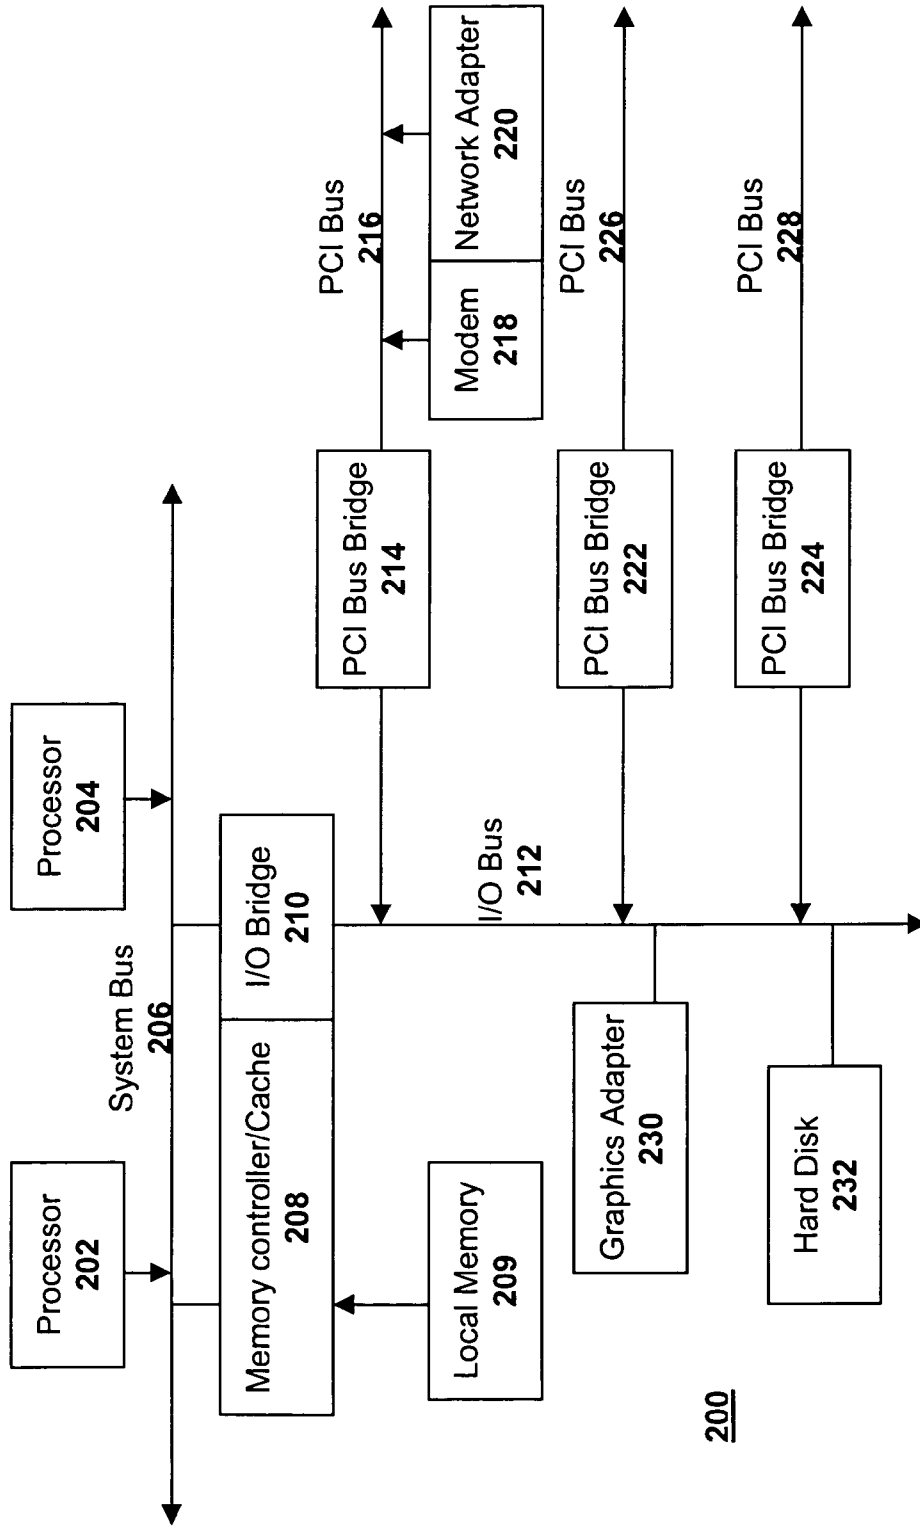 Processor
202
Processor
204
System Bus
206
Memory controller/Cache
208
I/O Bridge
210
Local Memory
209
I/O Bus
212
PCI Bus Bridge
214
PCI Bus
216
Modem
218
Network Adapter
220
Graphics Adapter
230
PCI Bus Bridge
222
PCI Bus
226
Hard Disk
232
PCI Bus Bridge
224
PCI Bus
228
200